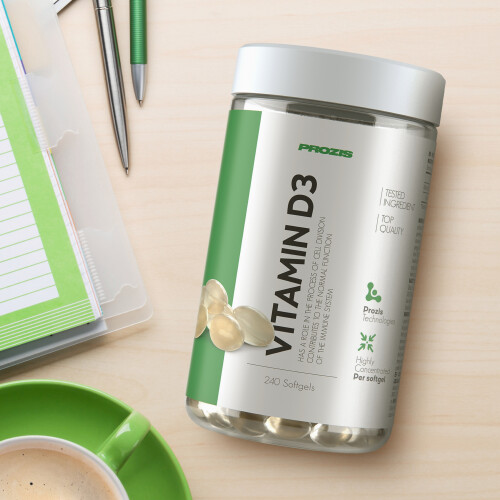 PROZIS
VITAMIN D3
HAS A ROLE IN THE PROCESS OF CELL DIVISION
CONTRIBUTES TO THE NORMAL FUNCTION
OF THE IMMUNE SYSTEM
240 Softgels
TESTED
INGREDIENT
TOP
QUALITY
Prozis
Technologies
Highly
Concentrated
Per softgel